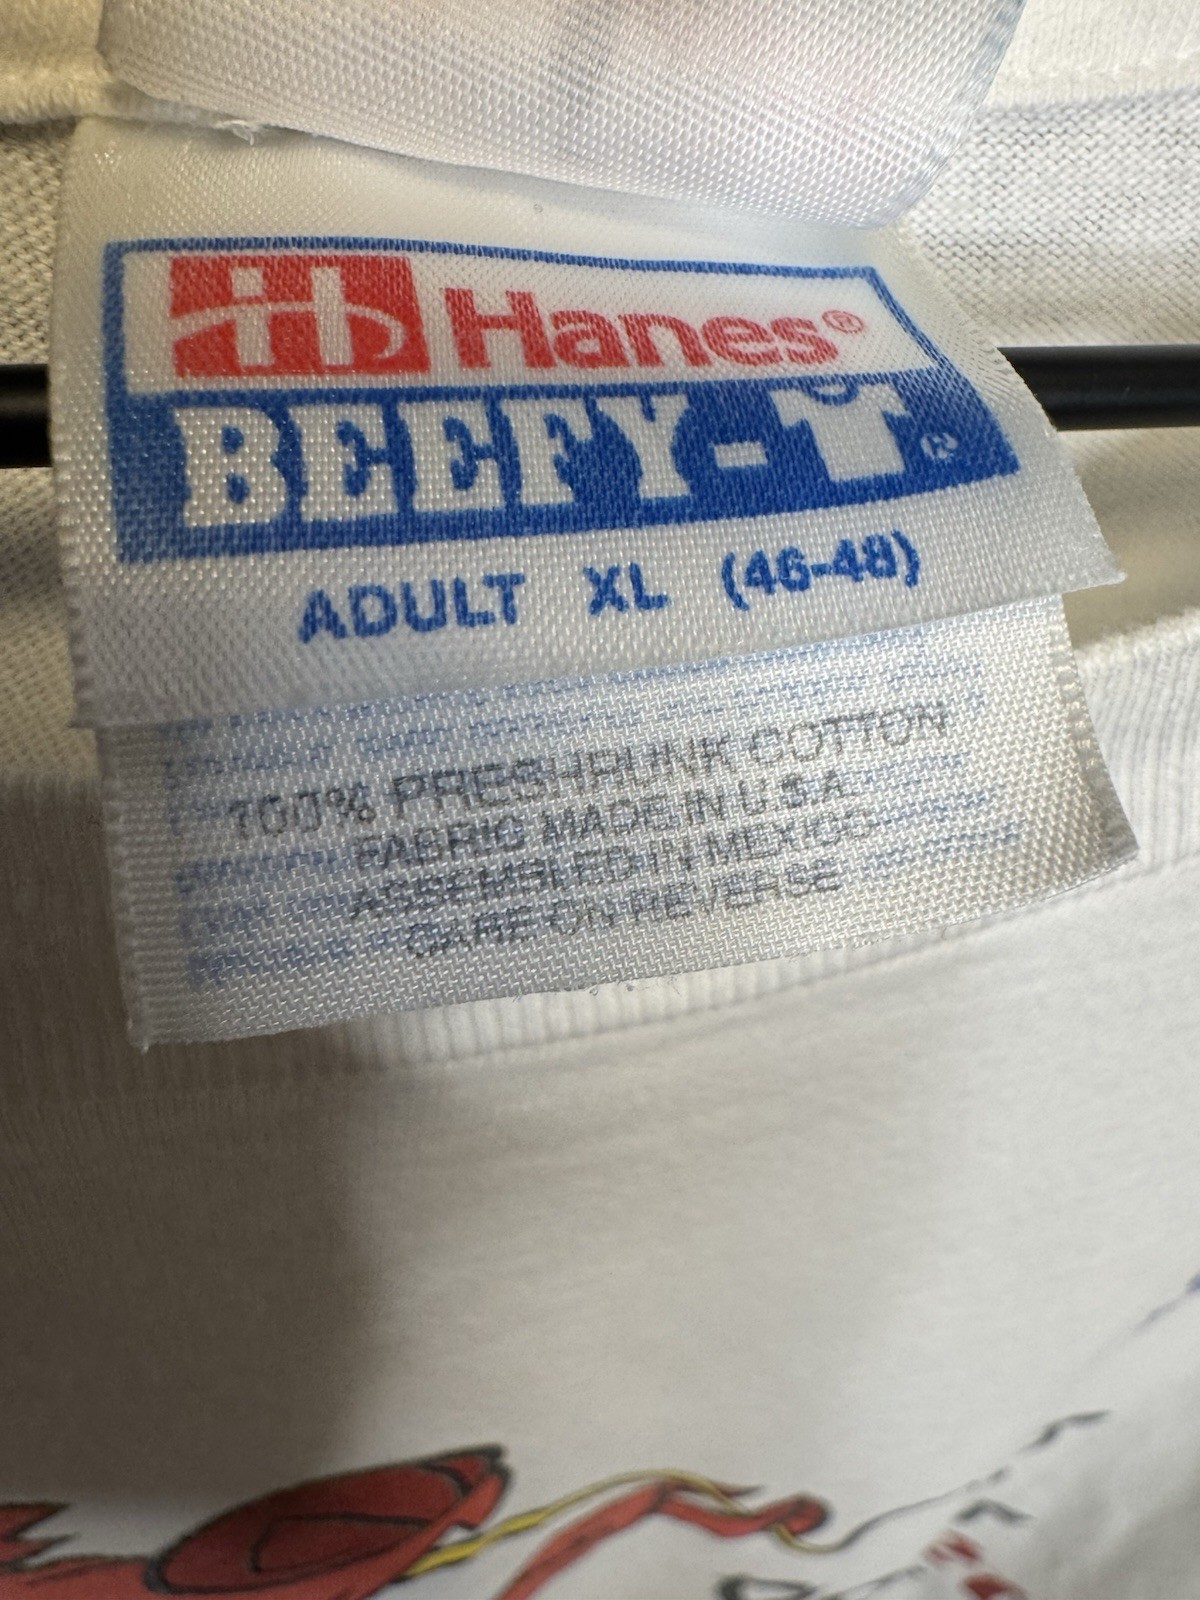 Hanes®
BEEFY-T®
ADULT XL (46-48)
100% PRESHRUNK COTTON
FABRIC MADE IN U.S.A.
ASSEMBLED IN MEXICO
CARE ON REVERSE